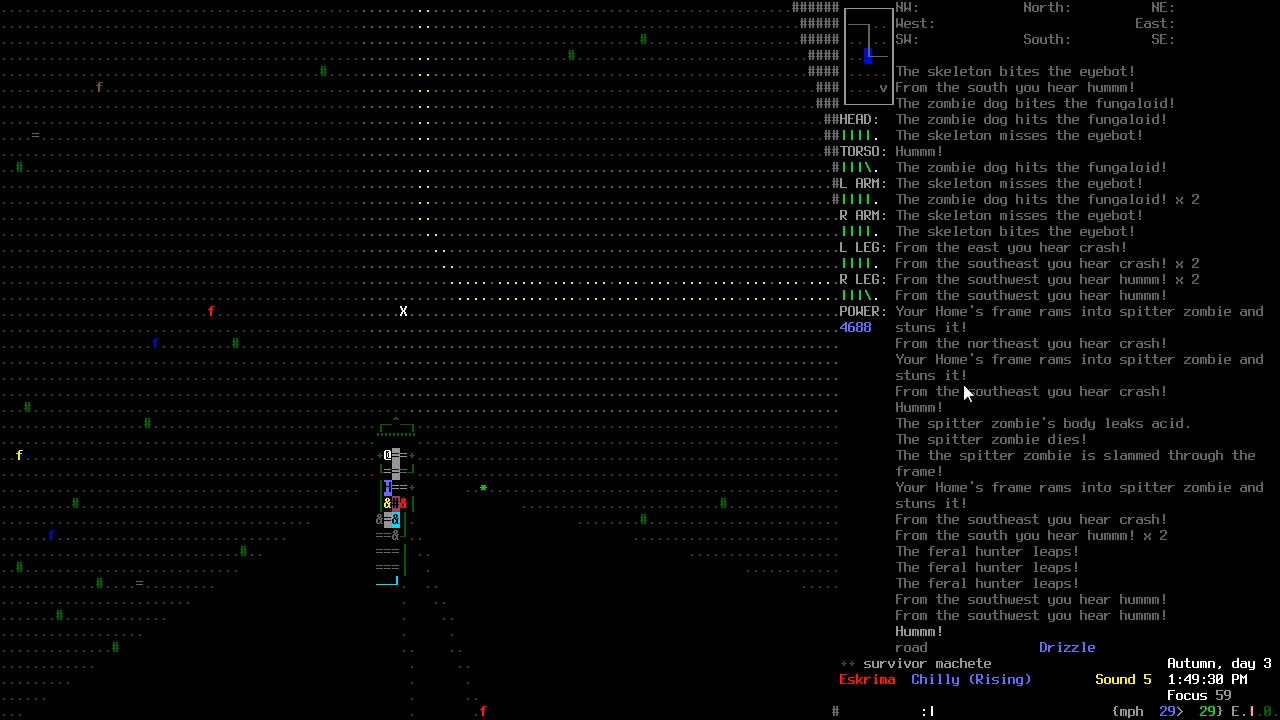 NW: North: NE:
West: East:
SW: South: SE:
The skeleton bites the eyebot!
From the south you hear hummm!
The zombie dog bites the fungaloid!
HEAD: The zombie dog hits the fungaloid!
The skeleton misses the eyebot!
TORSO: Hummm!
The zombie dog hits the fungaloid!
L ARM: The skeleton misses the eyebot!
The zombie dog hits the fungaloid! x 2
R ARM: The skeleton misses the eyebot!
The skeleton bites the eyebot!
L LEG: From the east you hear crash!
From the southeast you hear crash! x 2
R LEG: From the southwest you hear hummm! x 2
From the southwest you hear hummm!
POWER: Your Home's frame rams into spitter zombie and
4688 stuns it!
From the northeast you hear crash!
Your Home's frame rams into spitter zombie and
stuns it!
From the southeast you hear crash!
Hummm!
The spitter zombie's body leaks acid.
The spitter zombie dies!
The the spitter zombie is slammed through the
frame!
Your Home's frame rams into spitter zombie and
stuns it!
From the southeast you hear crash!
From the south you hear hummm! x 2
The feral hunter leaps!
The feral hunter leaps!
The feral hunter leaps!
From the southwest you hear hummm!
From the southwest you hear hummm!
Hummm!
road Drizzle
++ survivor machete Autumn, day 3
Eskrima Chilly (Rising) Sound 5 1:49:30 PM
Focus 59
# :| {mph 29> 29} E.|.0